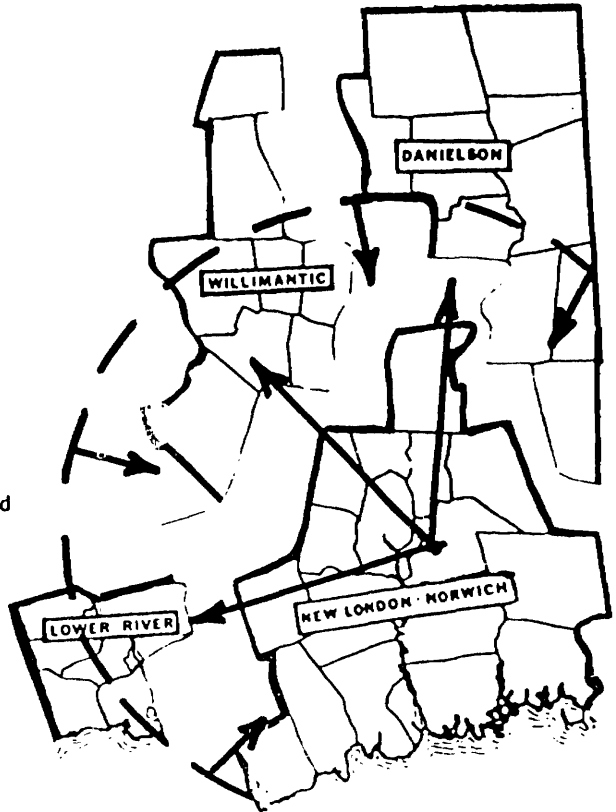 DANIELSON
WILLIMANTIC
d
NEW LONDON · NORWICH
LOWER RIVER